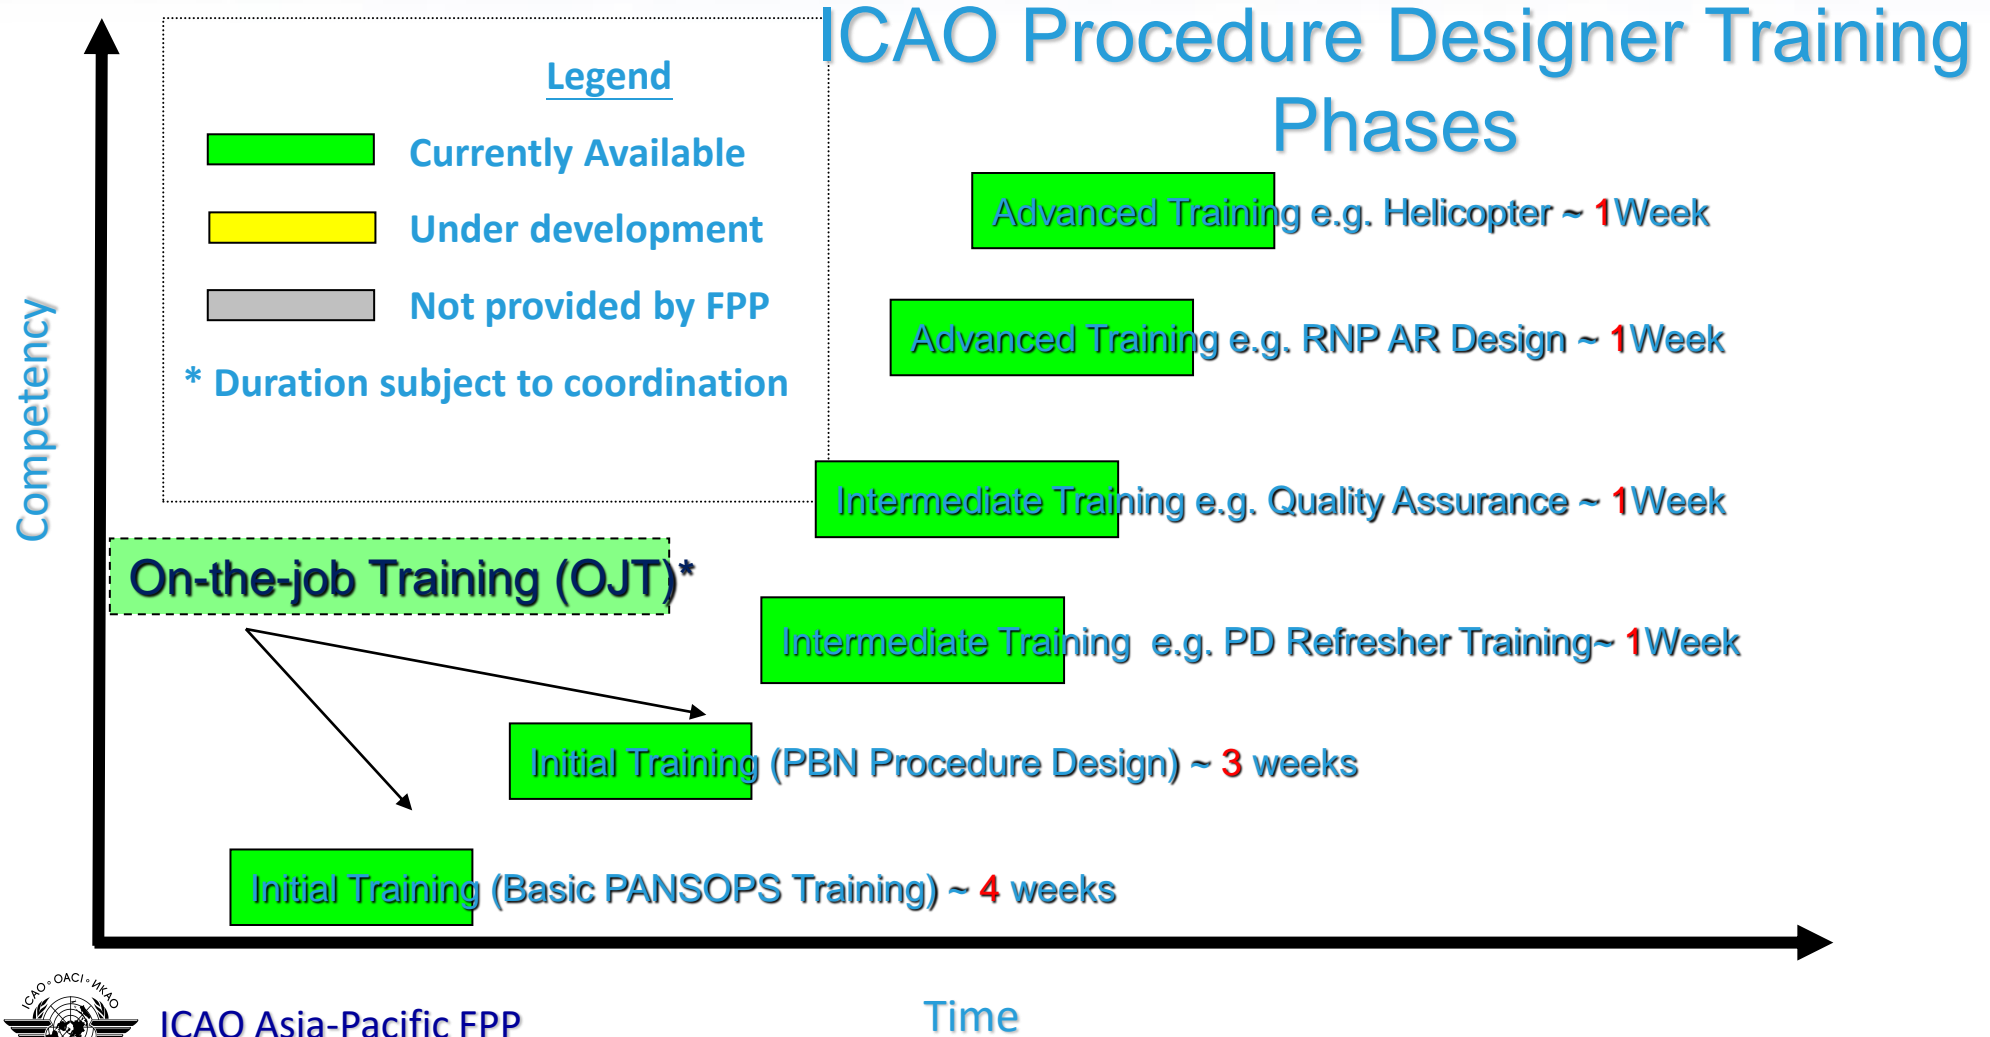 ICAO Procedure Designer Training
Phases
Legend
Currently Available
Under development
Not provided by FPP
* Duration subject to coordination
Competency
Advanced Training e.g. Helicopter ~ 1Week
Advanced Training e.g. RNP AR Design ~ 1Week
Intermediate Training e.g. Quality Assurance ~ 1Week
On-the-job Training (OJT)*
Intermediate Training e.g. PD Refresher Training~ 1Week
Initial Training (PBN Procedure Design) ~ 3 weeks
Initial Training (Basic PANSOPS Training) ~ 4 weeks
Time
ICAO ° OACI ° ИКАО
ICAO Asia-Pacific FPP